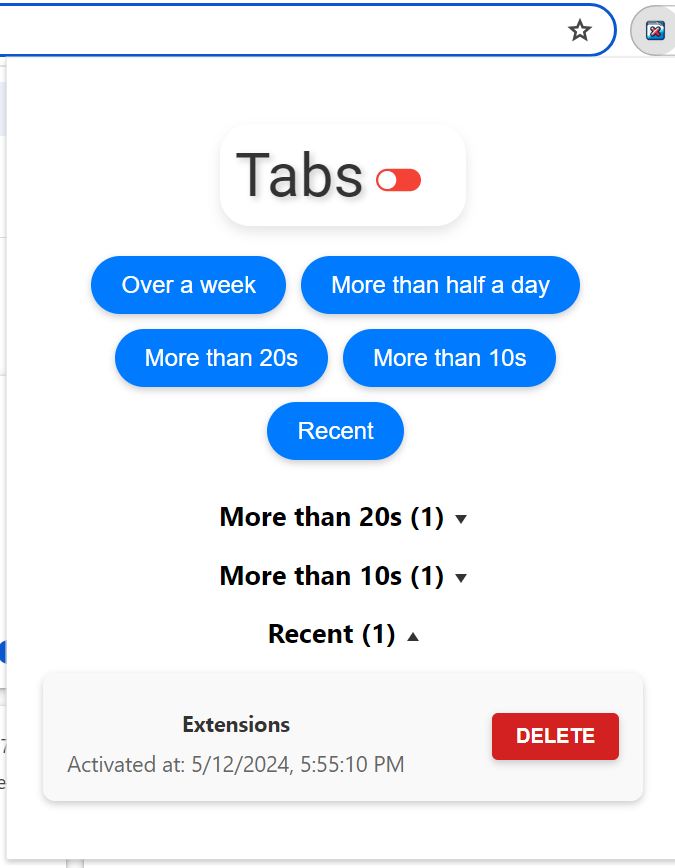 Tabs
Over a week
More than half a day
More than 20s
More than 10s
Recent
More than 20s (1)
More than 10s (1)
Recent (1)
Extensions
Activated at: 5/12/2024, 5:55:10 PM
DELETE